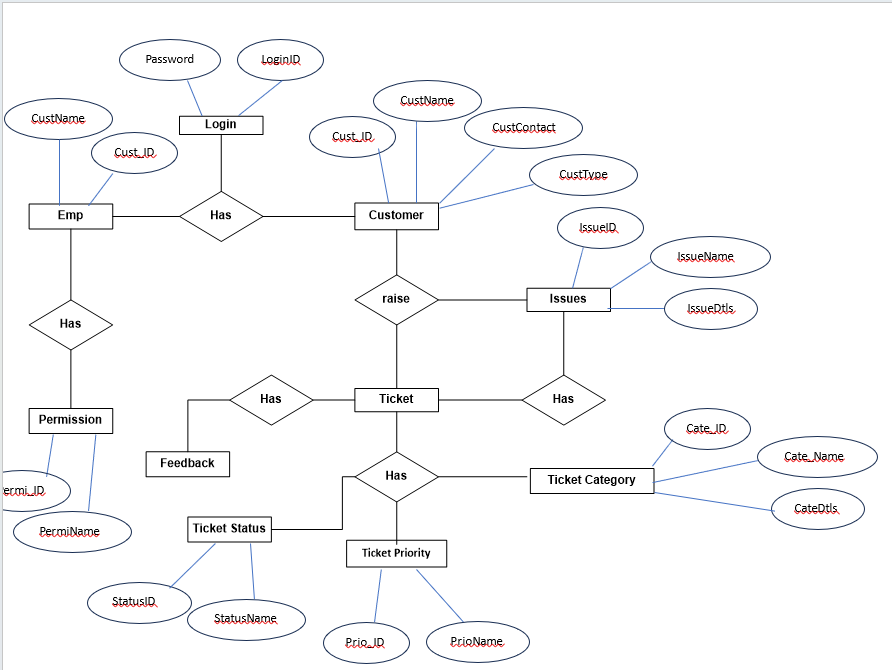 Password
LoginID
CustName
Cust_ID
Login
Cust_ID
CustName
CustContact
CustType
Emp
Has
Customer
IssueID
IssueName
IssueDtls
Issues
raise
Has
Has
Ticket
Has
Permission
Feedback
Has
Ticket Category
Cate_ID
Cate_Name
CateDtls
ermi_ID
PermiName
Ticket Status
Ticket Priority
StatusID
StatusName
Prio_ID
PrioName